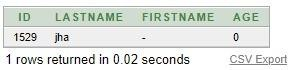 ID LASTNAME FIRSTNAME AGE
1529 jha - 0
1 rows returned in 0.02 seconds CSV Export